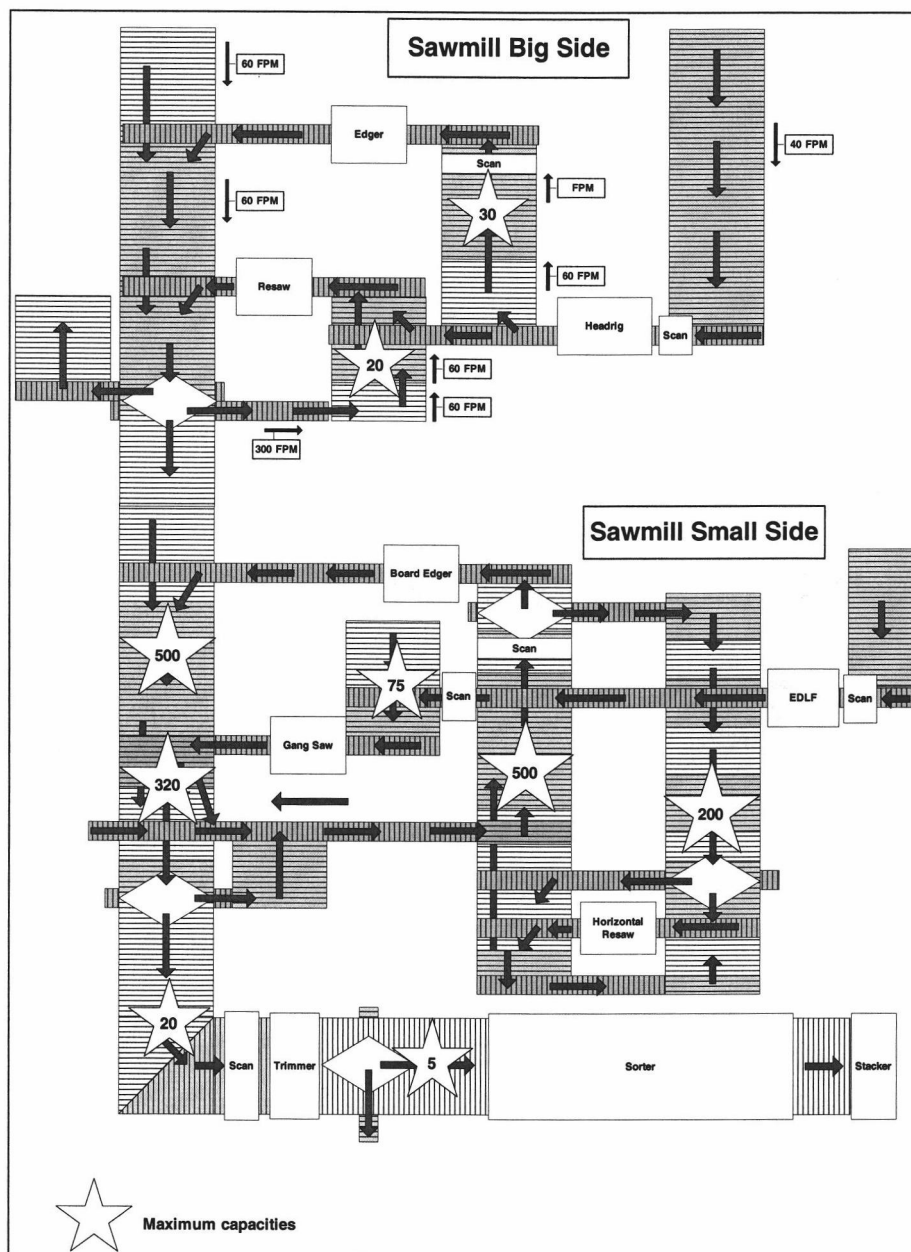 Sawmill Big Side
60 FPM
Edger
Scan
40 FPM
FPM
60 FPM
30
60 FPM
Resaw
Headrig
Scan
20
60 FPM
60 FPM
300 FPM
Sawmill Small Side
Board Edger
Scan
500
75
Scan
EDLF
Scan
Gang Saw
320
500
200
Horizontal
Resaw
20
Scan
Trimmer
5
Sorter
Stacker
Maximum capacities